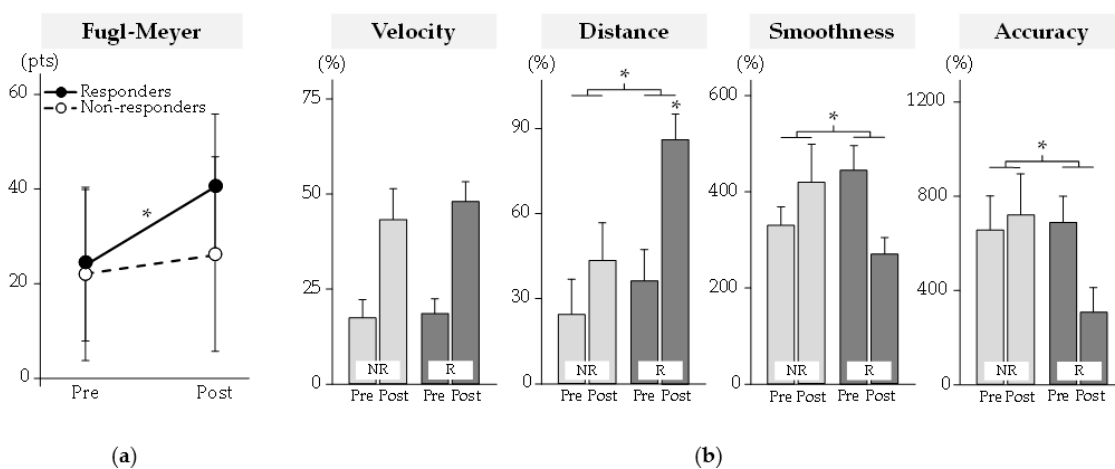 Fugl-Meyer
(pts)
60
Responders
Non-responders
40
*
20
0
Pre Post
(a)
Velocity
(%)
75
50
25
0
NR R
Pre Post Pre Post
Distance
(%)
*
*
90
60
30
0
NR R
Pre Post Pre Post
Smoothness
(%)
600
*
400
200
0
NR R
Pre Post Pre Post
Accuracy
(%)
1200
*
800
400
0
NR R
Pre Post Pre Post
(b)